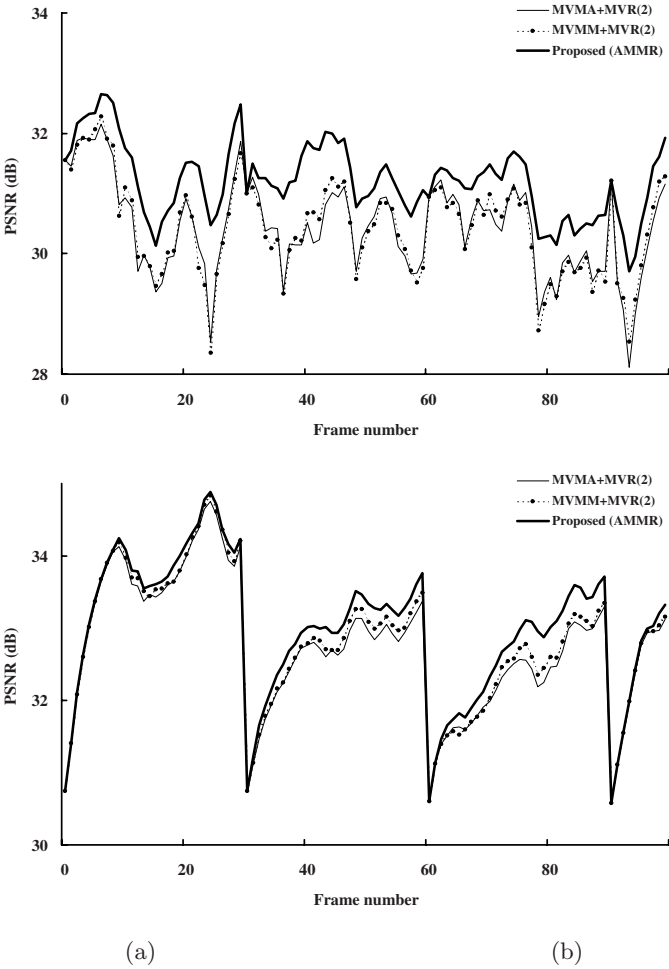 34
MVMA+MVR(2)
MVMM+MVR(2)
Proposed (AMMR)
32
PSNR (dB)
30
28
0 20 40 60 80
Frame number
MVMA+MVR(2)
MVMM+MVR(2)
Proposed (AMMR)
34
PSNR (dB)
32
30
0 20 40 60 80
Frame number
(a) (b)